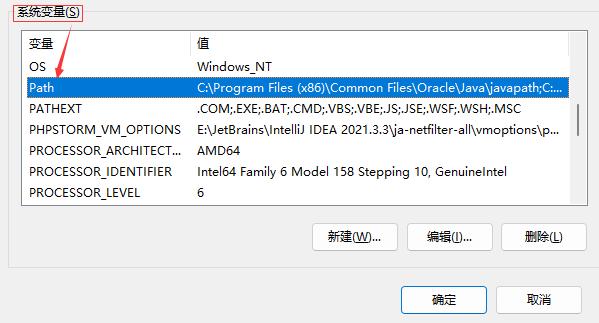 系统变量(S)
变量 值
OS Windows_NT
Path C:\Program Files (x86)\Common Files\Oracle\Java\javapath;C:...
PATHEXT .COM;.EXE;.BAT;.CMD;.VBS;.VBE;.JS;.JSE;.WSF;.WSH;.MSC
PHPSTORM_VM_OPTIONS E:\JetBrains\IntelliJ IDEA 2021.3.3\ja-netfilter-all\vmoptions\p...
PROCESSOR_ARCHITECT... AMD64
PROCESSOR_IDENTIFIER Intel64 Family 6 Model 158 Stepping 10, GenuineIntel
PROCESSOR_LEVEL 6
新建(W)... 编辑(I)... 删除(L)
确定 取消